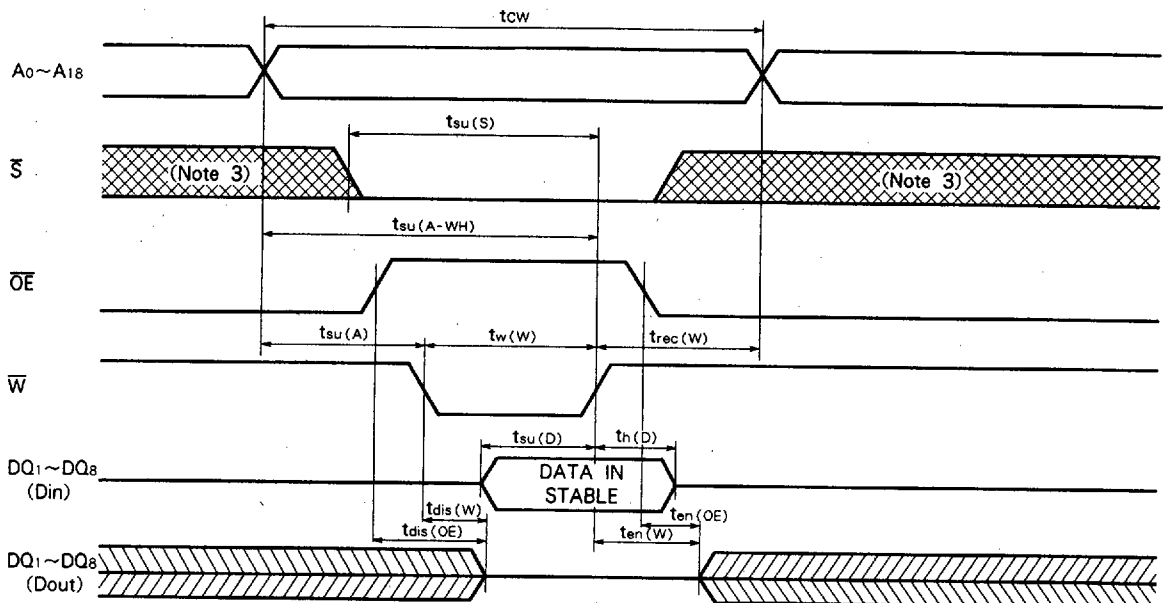 tCW
A0~A18
tsu(S)
S̅
(Note 3)
(Note 3)
tsu(A-WH)
O̅E̅
tsu(A)
tw(W)
trec(W)
W̅
tsu(D)
th(D)
DQ1~DQ8
(Din)
DATA IN
STABLE
tdis(W)
ten(OE)
tdis(OE)
ten(W)
DQ1~DQ8
(Dout)